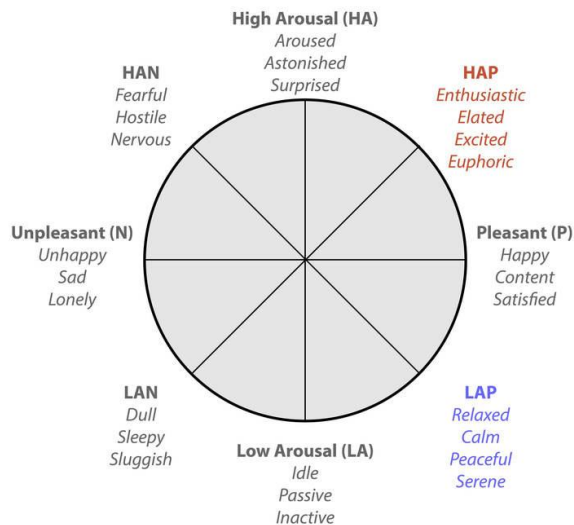 High Arousal (HA)
Aroused
Astonished
Surprised
HAN
Fearful
Hostile
Nervous
HAP
Enthusiastic
Elated
Excited
Euphoric
Unpleasant (N)
Unhappy
Sad
Lonely
Pleasant (P)
Happy
Content
Satisfied
LAN
Dull
Sleepy
Sluggish
Low Arousal (LA)
Idle
Passive
Inactive
LAP
Relaxed
Calm
Peaceful
Serene